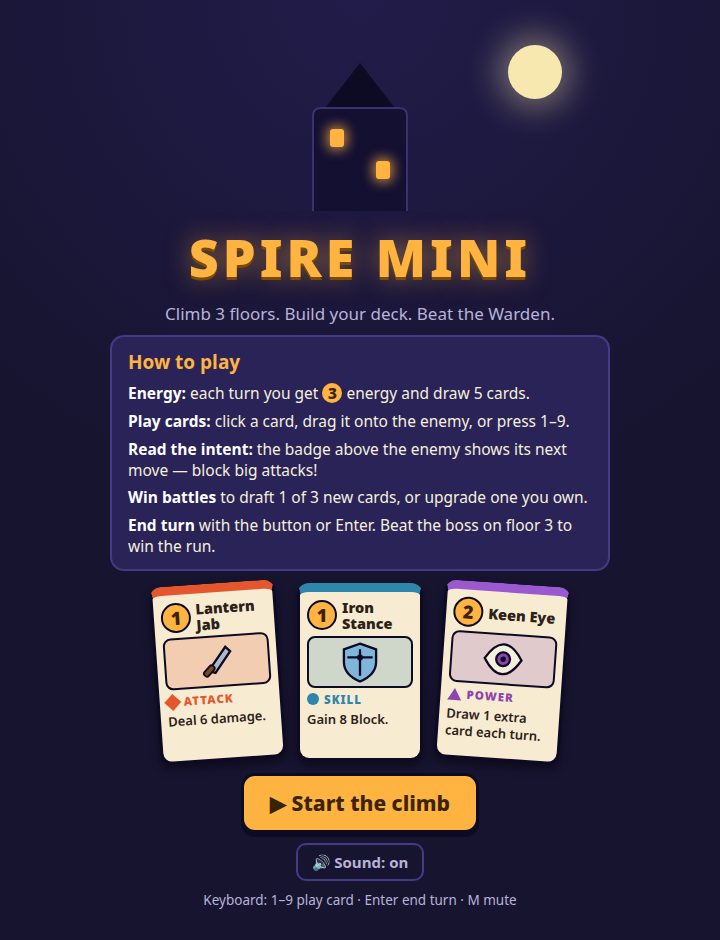 SPIRE MINI
Climb 3 floors. Build your deck. Beat the Warden.
How to play
Energy: each turn you get 3 energy and draw 5 cards.
Play cards: click a card, drag it onto the enemy, or press 1–9.
Read the intent: the badge above the enemy shows its next
move — block big attacks!
Win battles to draft 1 of 3 new cards, or upgrade one you own.
End turn with the button or Enter. Beat the boss on floor 3 to
win the run.
1 Lantern
Jab
ATTACK
Deal 6 damage.
1 Iron
Stance
SKILL
Gain 8 Block.
2 Keen Eye
POWER
Draw 1 extra
card each turn.
▶ Start the climb
🔊 Sound: on
Keyboard: 1–9 play card · Enter end turn · M mute